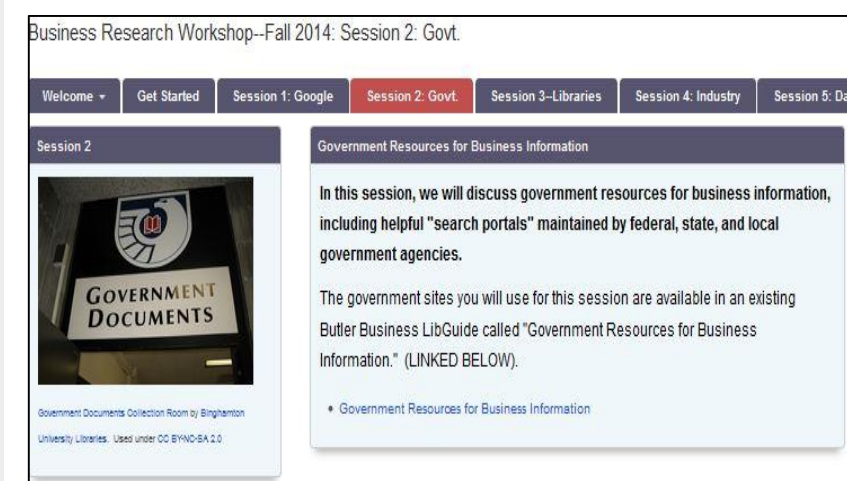 Business Research Workshop--Fall 2014: Session 2: Govt.
Welcome
Get Started
Session 1: Google
Session 2: Govt.
Session 3--Libraries
Session 4: Industry
Session 5: Da
Session 2
GOVERNMENT
DOCUMENTS
Government Documents Collection Room by Binghamton
University Libraries. Used under CC BY-NC-SA 2.0
Government Resources for Business Information
In this session, we will discuss government resources for business information,
including helpful "search portals" maintained by federal, state, and local
government agencies.
The government sites you will use for this session are available in an existing
Butler Business LibGuide called "Government Resources for Business
Information." (LINKED BELOW).
• Government Resources for Business Information